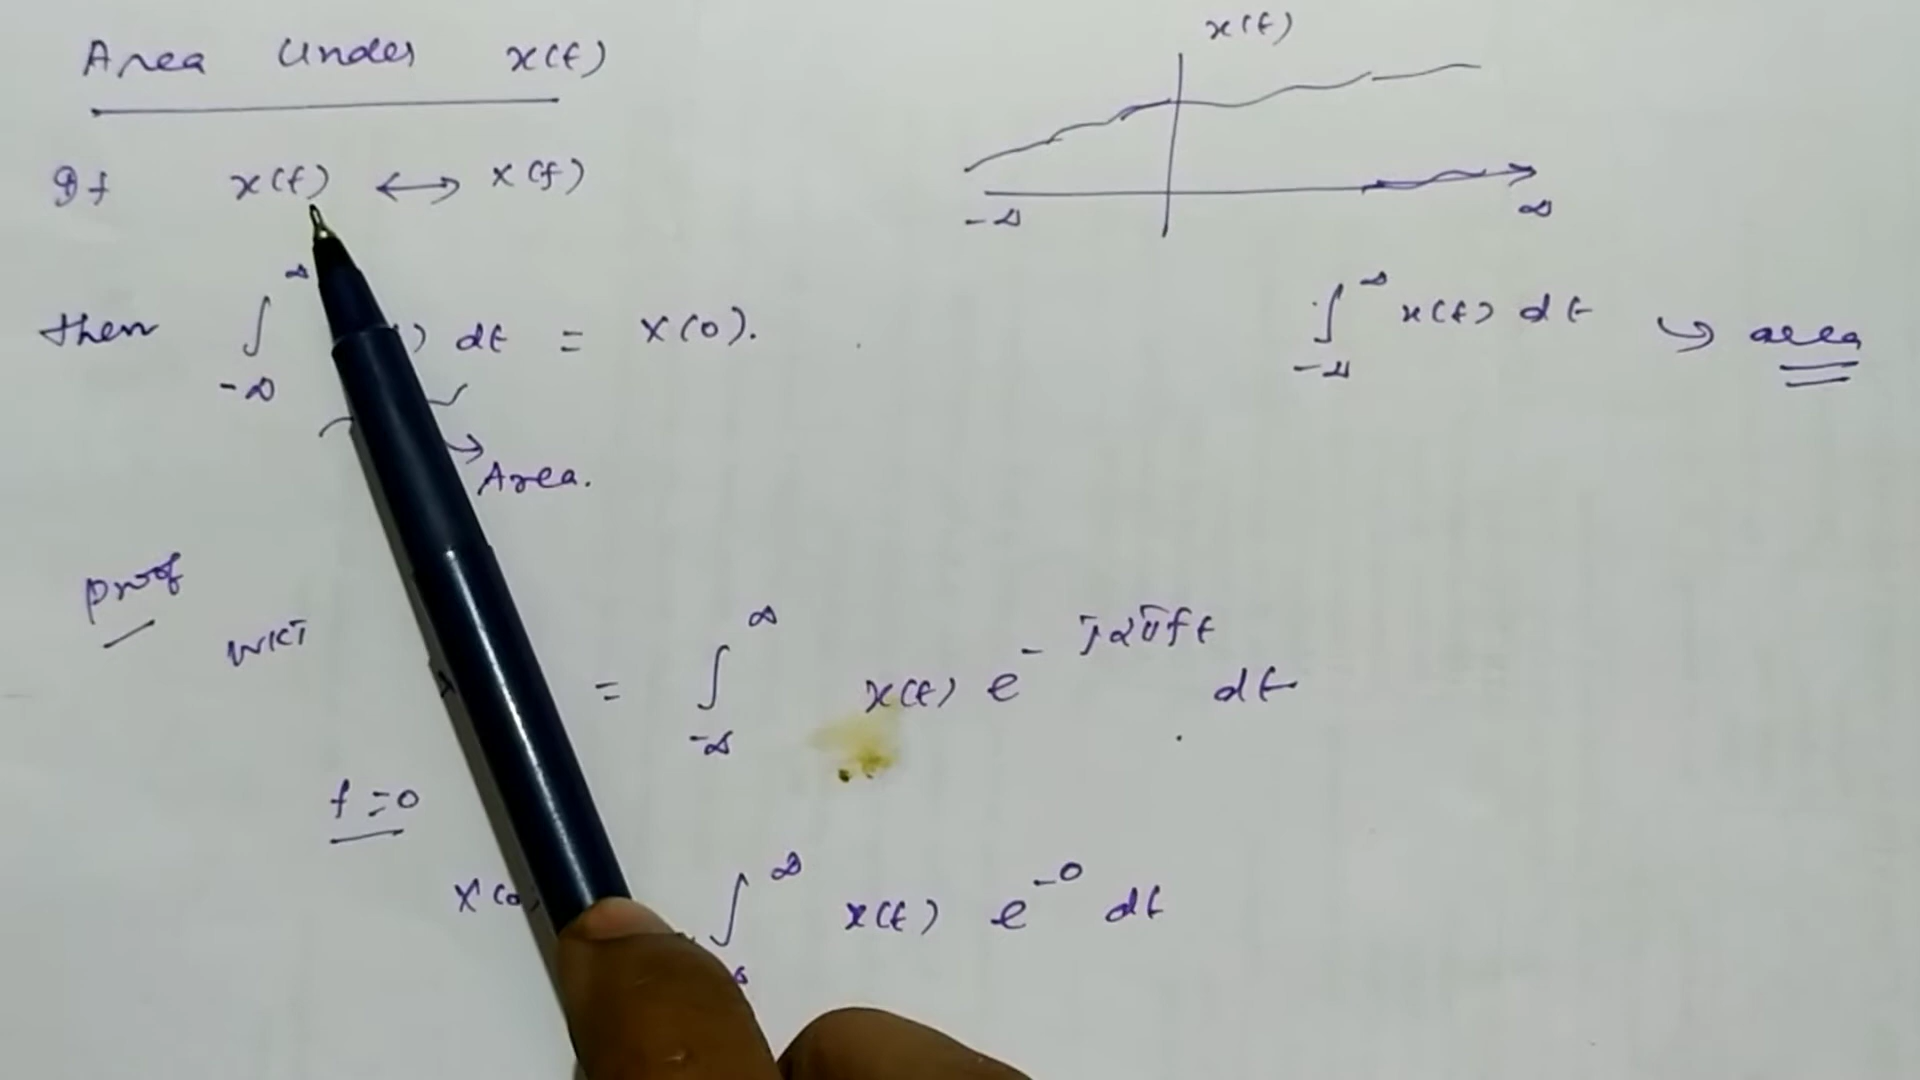 Area Under x(t)
x(t)
If x(t) ↔ X(f)
-∞ ∞
then ∫ -∞ ∞ ) dt = X(0).
∫ -∞ ∞ x(t) dt → area
→ Area.
proof
WKT = ∫ -∞ ∞ x(t) e^{-j2πft} dt
f = 0
X(0 ∫ ∞ x(t) e^{-0} dt